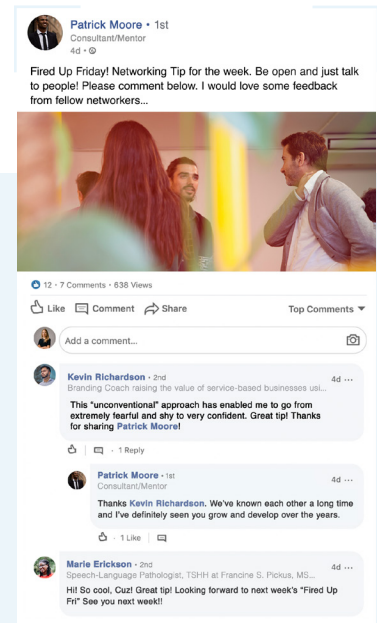 Patrick Moore • 1st
Consultant/Mentor
4d •
Fired Up Friday! Networking Tip for the week. Be open and just talk
to people! Please comment below. I would love some feedback
from fellow networkers...
12 • 7 Comments • 638 Views
Like Comment Share Top Comments
Add a comment...
Kevin Richardson • 2nd 4d ...
Branding Coach raising the value of service-based businesses usi...
This "unconventional" approach has enabled me to go from
extremely fearful and shy to very confident. Great tip! Thanks
for sharing Patrick Moore!
• 1 Reply
Patrick Moore • 1st 4d ...
Consultant/Mentor
Thanks Kevin Richardson. We've known each other a long time
and I've definitely seen you grow and develop over the years.
• 1 Like
Marie Erickson • 2nd 4d ...
Speech-Language Pathologist, TSHH at Francine S. Pickus, MS...
Hi! So cool, Cuz! Great tip! Looking forward to next week's "Fired Up
Fri" See you next week!!